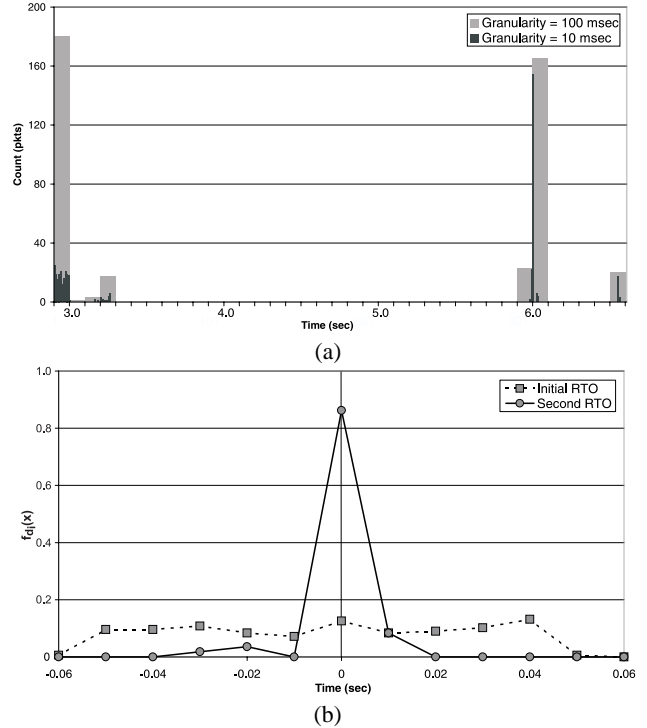 200
160
120
80
40
0
Count (pkts)
Granularity = 100 msec
Granularity = 10 msec
3.0 4.0 5.0 6.0
Time (sec)
(a)
1.0
0.8
0.6
0.4
0.2
0
f_{d_i}(x)
Initial RTO
Second RTO
-0.06 -0.04 -0.02 0 0.02 0.04 0.06
Time (sec)
(b)